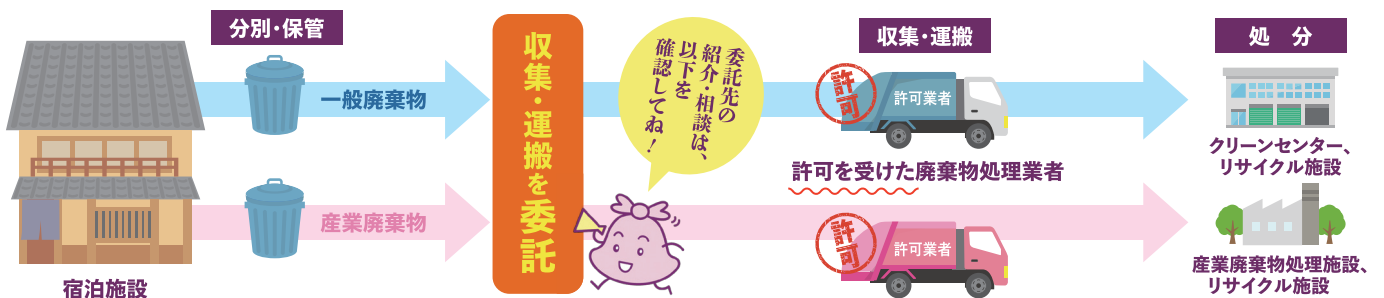 宿泊施設
分別・保管
一般廃棄物
産業廃棄物
収集・運搬を委託
委託先の
紹介・相談は、
以下を
確認してね！
収集・運搬
許可
許可業者
許可を受けた廃棄物処理業者
許可
許可業者
処 分
クリーンセンター、
リサイクル施設
産業廃棄物処理施設、
リサイクル施設